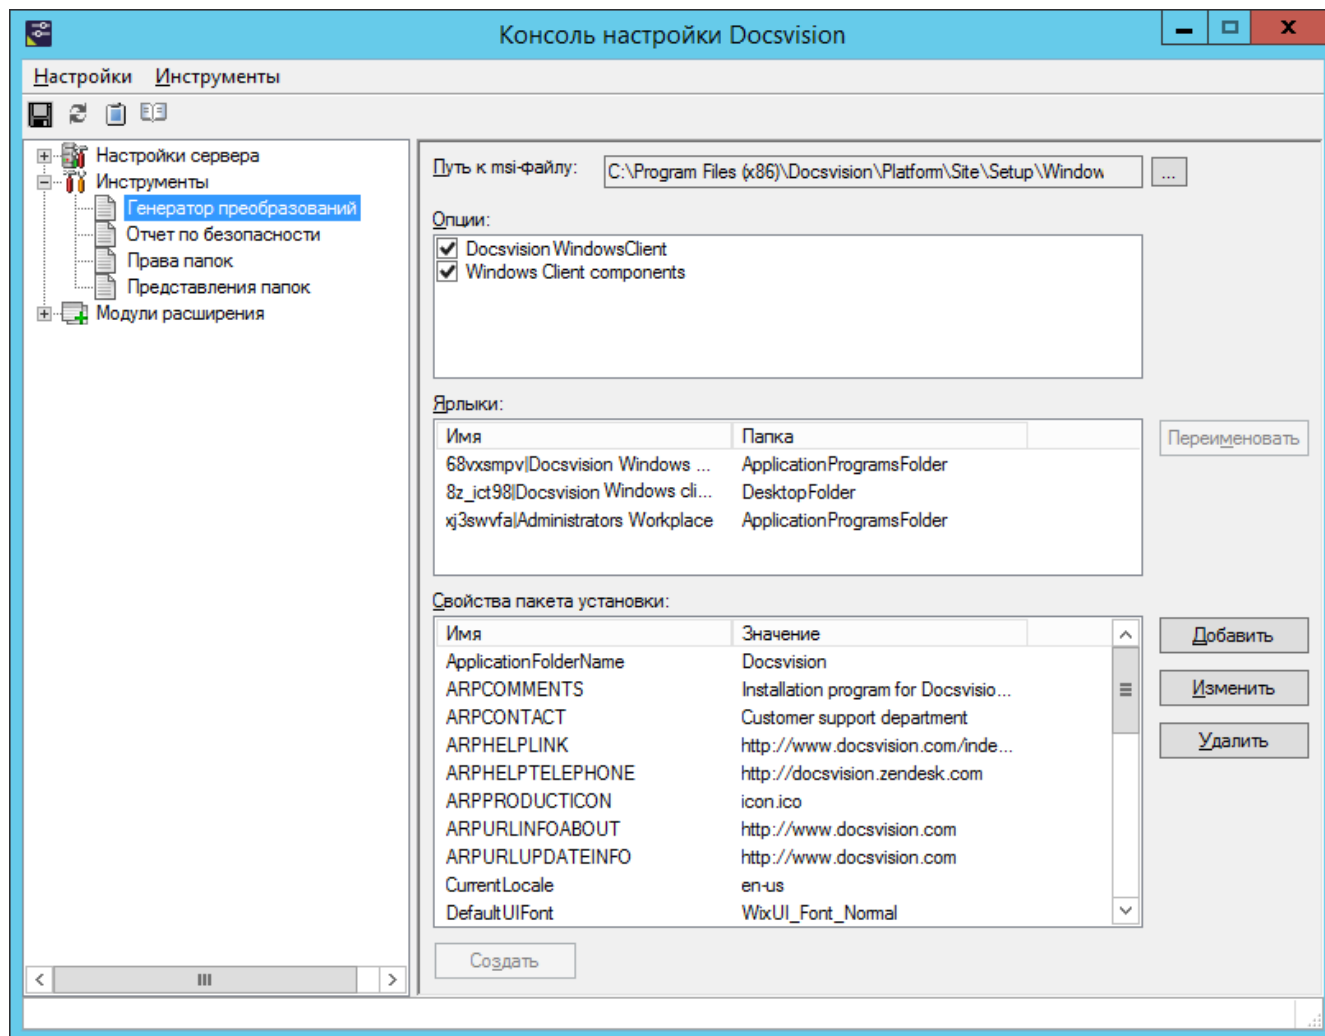 Консоль настройки Docsvision
Настройки Инструменты
Настройки сервера
Инструменты
Генератор преобразований
Отчет по безопасности
Права папок
Представления папок
Модули расширения
Путь к msi-файлу: C:\Program Files (x86)\Docsvision\Platform\Site\Setup\Window ...
Опции:
Docsvision WindowsClient
Windows Client components
Ярлыки:
Имя Папка
68vxsmpv|Docsvision Windows ... ApplicationProgramsFolder
8z_ict98|Docsvision Windows cli... DesktopFolder
xj3swvfa|Administrators Workplace ApplicationProgramsFolder
Переименовать
Свойства пакета установки:
Имя Значение
ApplicationFolderName Docsvision
ARPCOMMENTS Installation program for Docsvisio...
ARPCONTACT Customer support department
ARPHELPLINK http://www.docsvision.com/inde...
ARPHELPTELEPHONE http://docsvision.zendesk.com
ARPPRODUCTICON icon.ico
ARPURLINFOABOUT http://www.docsvision.com
ARPURLUPDATEINFO http://www.docsvision.com
CurrentLocale en-us
DefaultUIFont WixUI_Font_Normal
Добавить
Изменить
Удалить
Создать